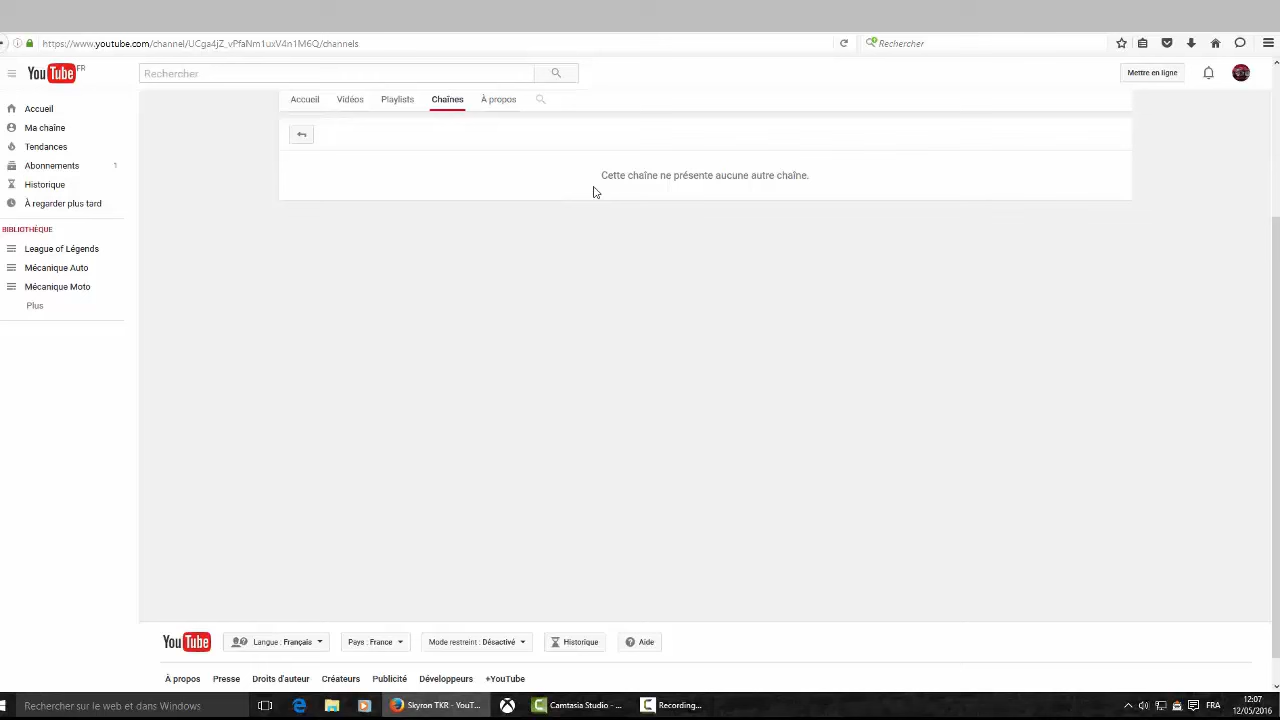 https://www.youtube.com/channel/UCga4jZ_vPfaNm1uxV4n1M6Q/channels
Rechercher
YouTube FR
Rechercher
Mettre en ligne
Accueil
Ma chaîne
Tendances
Abonnements 1
Historique
À regarder plus tard
BIBLIOTHÈQUE
League of Légends
Mécanique Auto
Mécanique Moto
Plus
Accueil Vidéos Playlists Chaînes À propos
Cette chaîne ne présente aucune autre chaîne.
YouTube Langue : Français Pays : France Mode restreint : Désactivé Historique Aide
À propos Presse Droits d'auteur Créateurs Publicité Développeurs +YouTube
Rechercher sur le web et dans Windows
Skyron TKR - YouT...
Camtasia Studio - ...
Recording...
FRA
12:07
12/05/2016